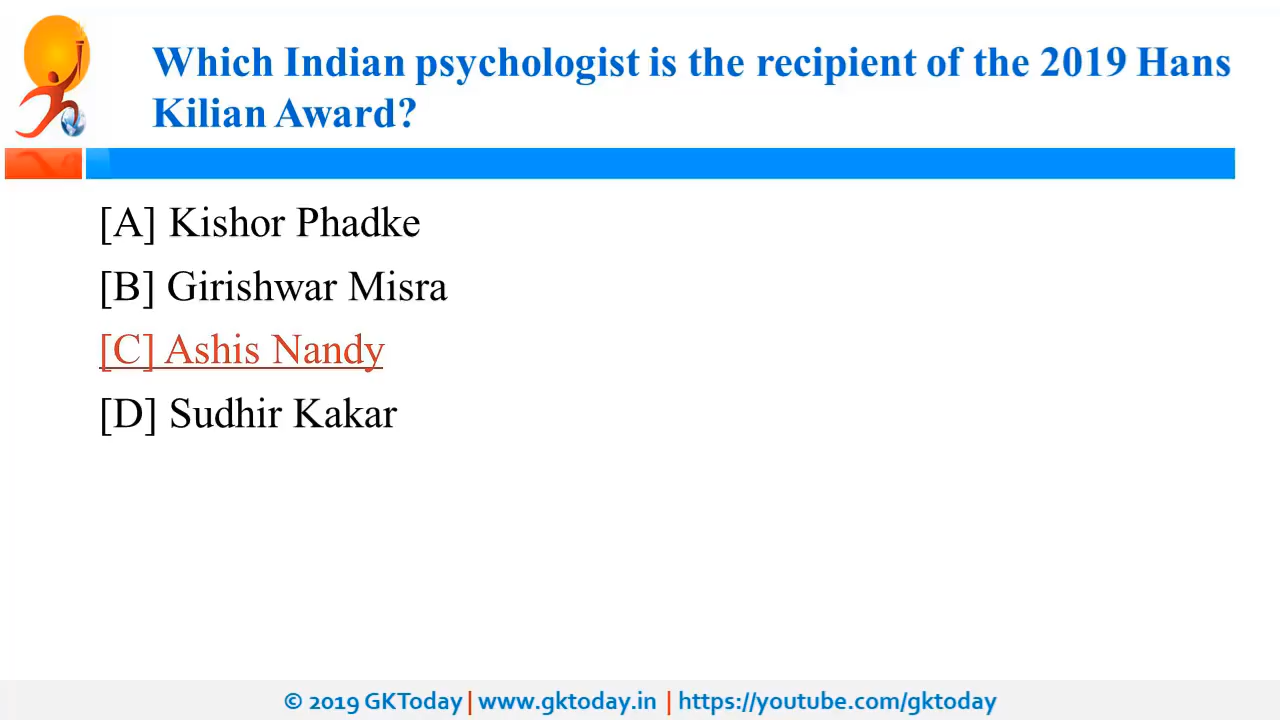 Which Indian psychologist is the recipient of the 2019 Hans
Kilian Award?
[A] Kishor Phadke
[B] Girishwar Misra
[C] Ashis Nandy
[D] Sudhir Kakar
© 2019 GKToday | www.gktoday.in | https://youtube.com/gktoday